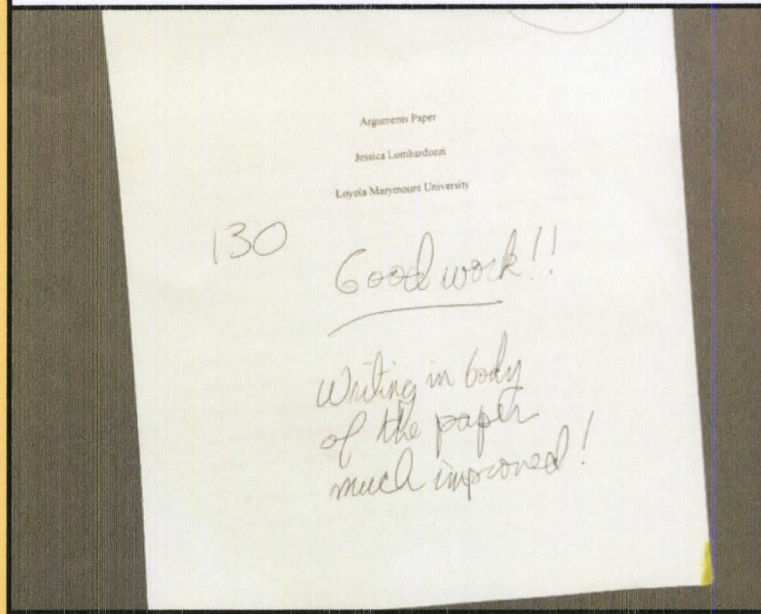 Arguments Paper
Jessica Lombardozzi
Loyola Marymount University
130
Good work!!
Writing in body
of the paper
much improved!